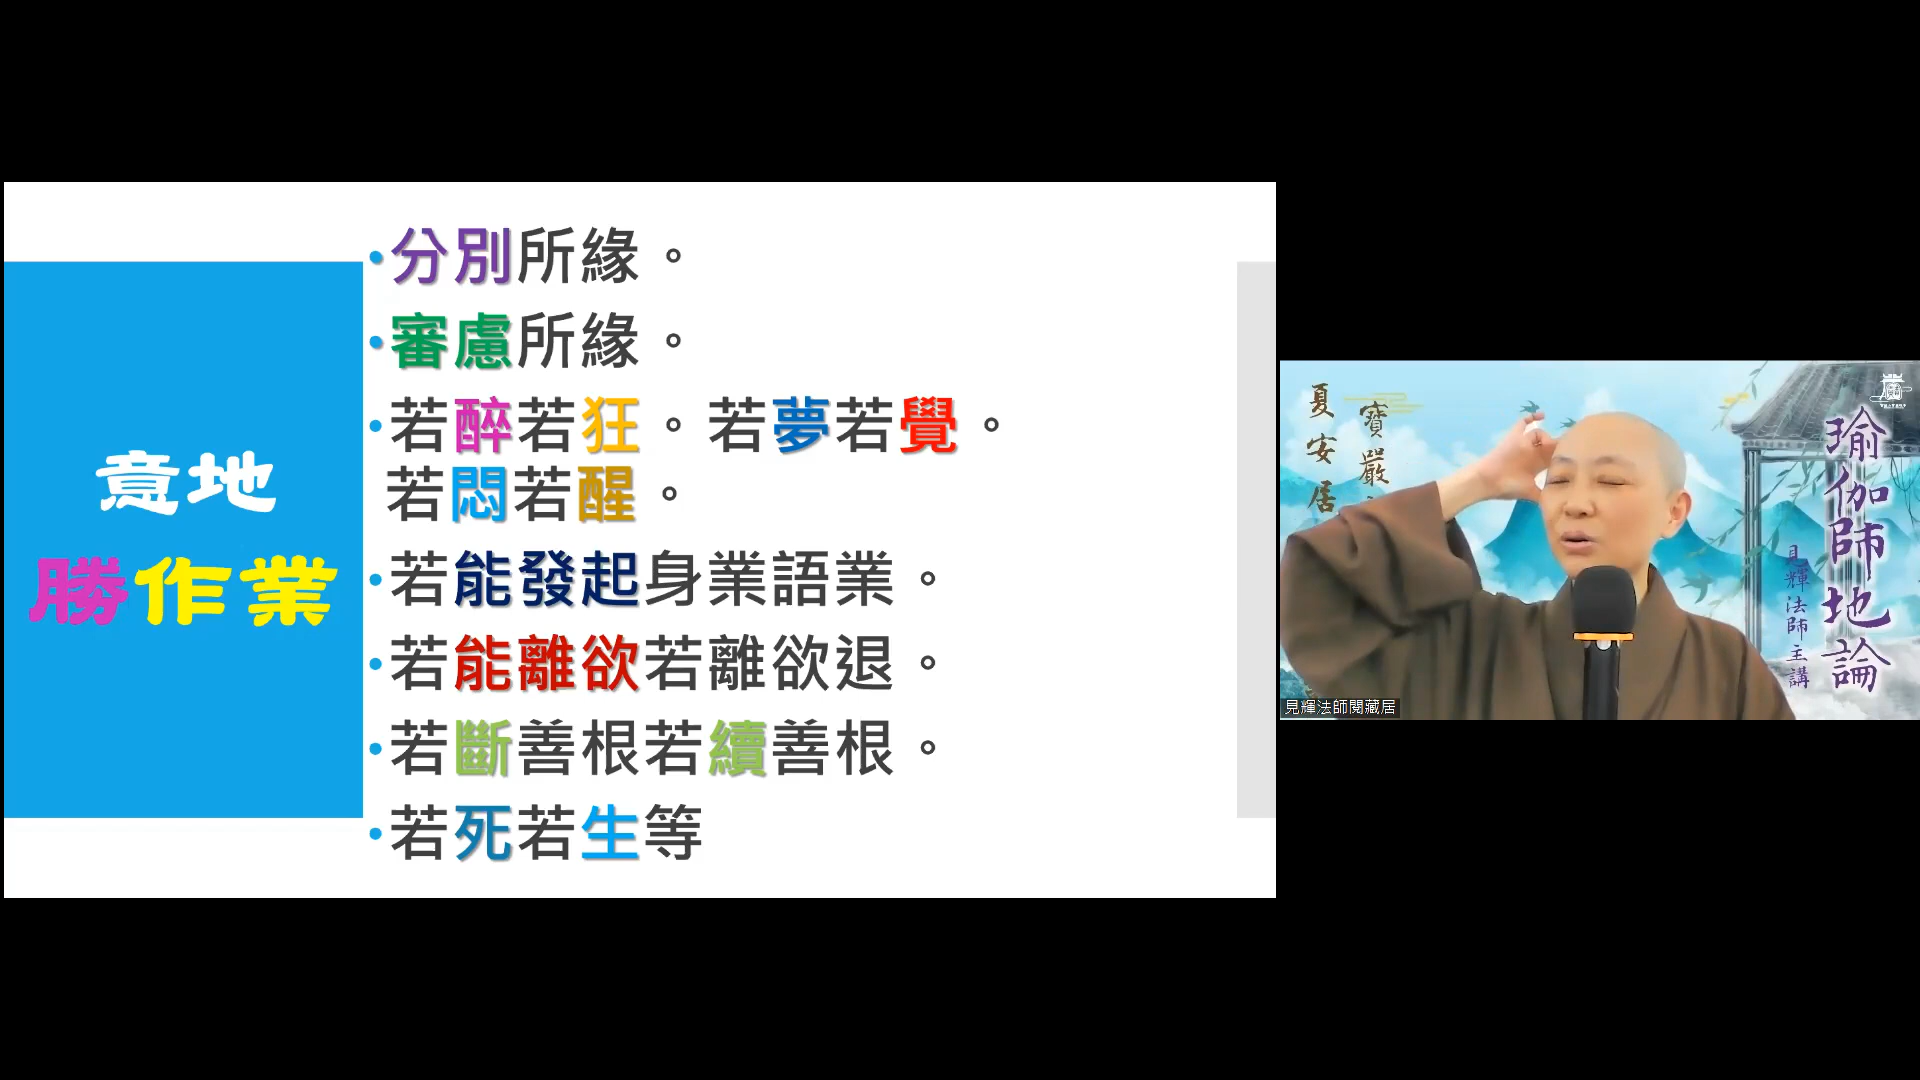 意地
勝作業
•分別所緣。
•審慮所緣。
•若醉若狂。若夢若覺。
若悶若醒。
•若能發起身業語業。
•若能離欲若離欲退。
•若斷善根若續善根。
•若死若生等
夏安居
寶嚴
瑜伽師地論
見輝法師主講
見輝法師閱藏居